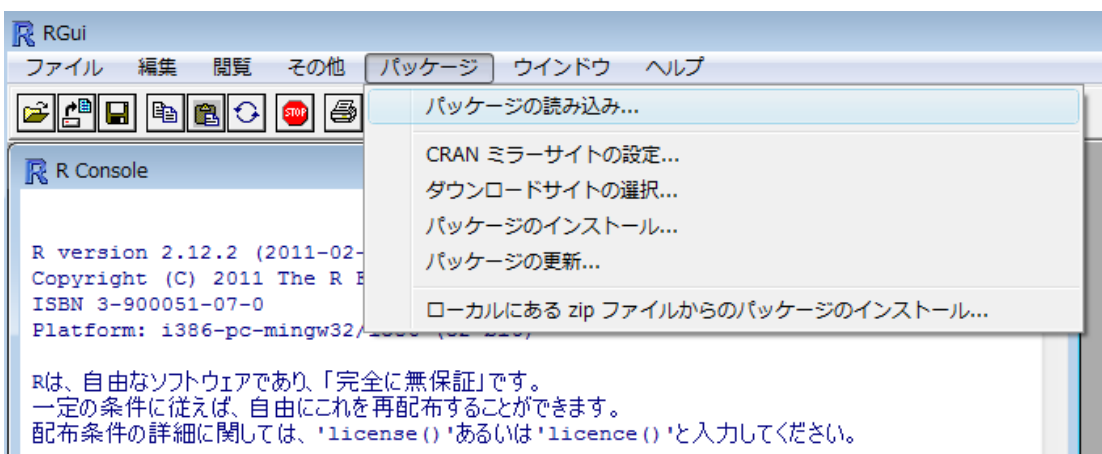 RGui
ファイル 編集 閲覧 その他 パッケージ ウインドウ ヘルプ
STOP
パッケージの読み込み...
CRAN ミラーサイトの設定...
ダウンロードサイトの選択...
パッケージのインストール...
パッケージの更新...
ローカルにある zip ファイルからのパッケージのインストール...
R Console
R version 2.12.2 (2011-02-
Copyright (C) 2011 The R
ISBN 3-900051-07-0
Platform: i386-pc-mingw32/
Rは、自由なソフトウェアであり、「完全に無保証」です。
一定の条件に従えば、自由にこれを再配布することができます。
配布条件の詳細に関しては、'license()'あるいは'licence()'と入力してください。